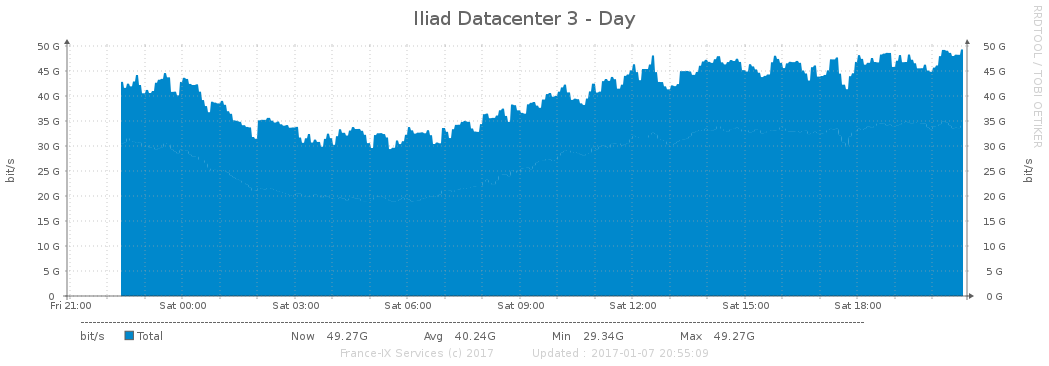 Iliad Datacenter 3 - Day
RRDTOOL / TOBI OETIKER
50 G 50 G
45 G 45 G
40 G 40 G
35 G 35 G
30 G 30 G
25 G 25 G
20 G 20 G
15 G 15 G
10 G 10 G
5 G 5 G
0 0 G
bit/s bit/s
Fri 21:00 Sat 00:00 Sat 03:00 Sat 06:00 Sat 09:00 Sat 12:00 Sat 15:00 Sat 18:00
bit/s Total Now 49.27G Avg 40.24G Min 29.34G Max 49.27G
France-IX Services (c) 2017 Updated : 2017-01-07 20:55:09